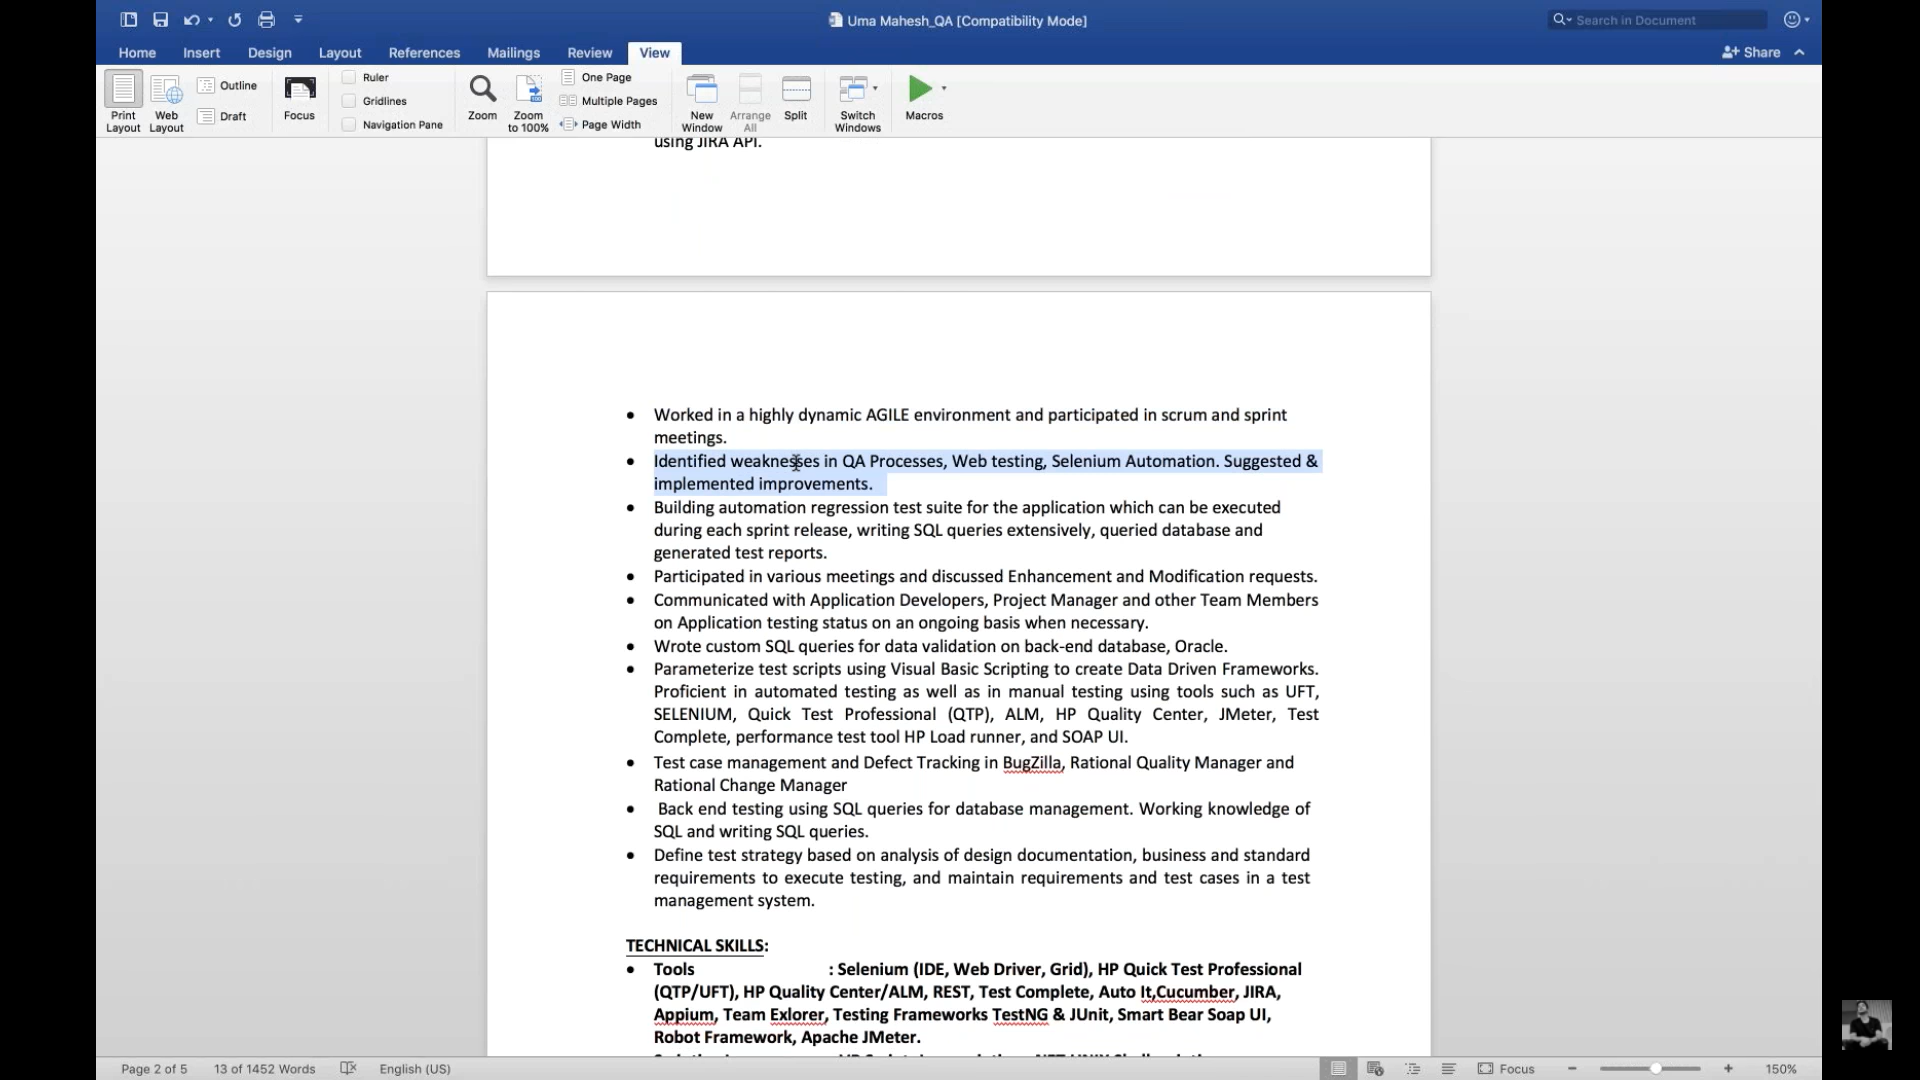 Uma Mahesh_QA [Compatibility Mode]
Search in Document
Home Insert Design Layout References Mailings Review View
Share
Print Layout
Web Layout
Outline
Draft
Focus
Ruler
Gridlines
Navigation Pane
Zoom
Zoom to 100%
One Page
Multiple Pages
Page Width
New Window
Arrange All
Split
Switch Windows
Macros
using JIRA API.
• Worked in a highly dynamic AGILE environment and participated in scrum and sprint
meetings.
• Identified weaknesses in QA Processes, Web testing, Selenium Automation. Suggested &
implemented improvements.
• Building automation regression test suite for the application which can be executed
during each sprint release, writing SQL queries extensively, queried database and
generated test reports.
• Participated in various meetings and discussed Enhancement and Modification requests.
• Communicated with Application Developers, Project Manager and other Team Members
on Application testing status on an ongoing basis when necessary.
• Wrote custom SQL queries for data validation on back-end database, Oracle.
• Parameterize test scripts using Visual Basic Scripting to create Data Driven Frameworks.
Proficient in automated testing as well as in manual testing using tools such as UFT,
SELENIUM, Quick Test Professional (QTP), ALM, HP Quality Center, JMeter, Test
Complete, performance test tool HP Load runner, and SOAP UI.
• Test case management and Defect Tracking in BugZilla, Rational Quality Manager and
Rational Change Manager
• Back end testing using SQL queries for database management. Working knowledge of
SQL and writing SQL queries.
• Define test strategy based on analysis of design documentation, business and standard
requirements to execute testing, and maintain requirements and test cases in a test
management system.
TECHNICAL SKILLS:
• Tools : Selenium (IDE, Web Driver, Grid), HP Quick Test Professional
(QTP/UFT), HP Quality Center/ALM, REST, Test Complete, Auto It,Cucumber, JIRA,
Appium, Team Exlorer, Testing Frameworks TestNG & JUnit, Smart Bear Soap UI,
Robot Framework, Apache JMeter.
Page 2 of 5 13 of 1452 Words English (US) Focus 150%